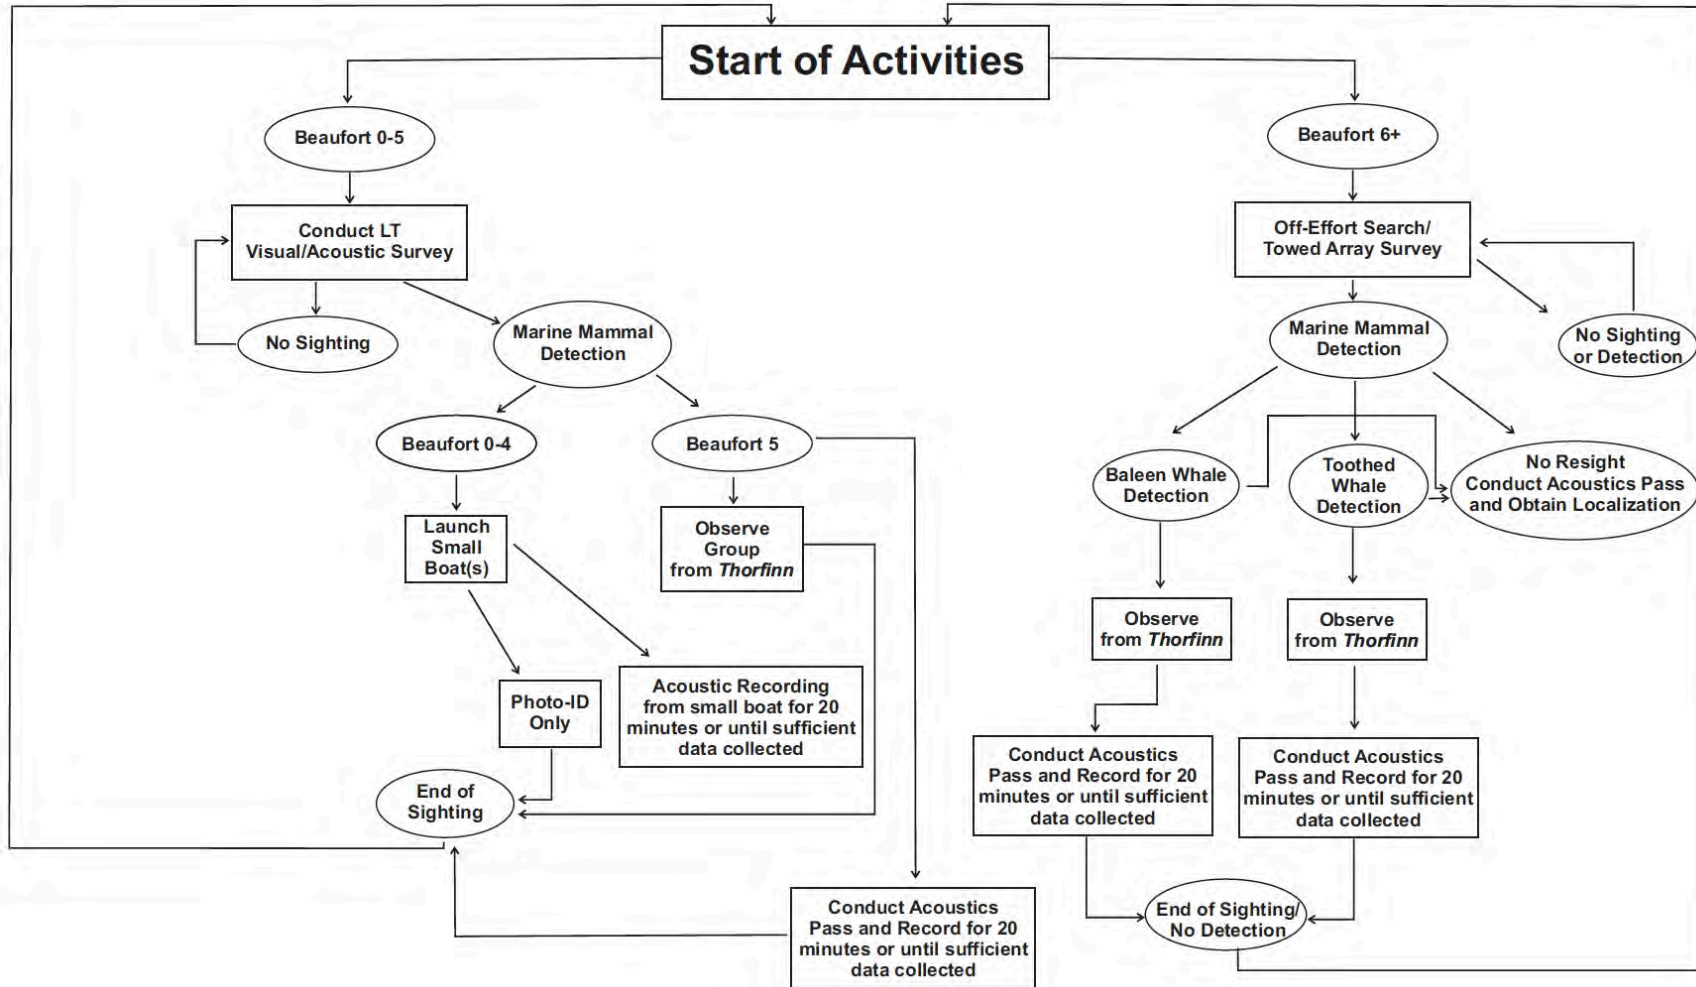 Start of Activities
Beaufort 0-5
Beaufort 6+
Conduct LT
Visual/Acoustic Survey
Off-Effort Search/
Towed Array Survey
No Sighting
Marine Mammal
Detection
Marine Mammal
Detection
No Sighting
or Detection
Beaufort 0-4
Beaufort 5
Baleen Whale
Detection
Toothed
Whale
Detection
No Resight
Conduct Acoustics Pass
and Obtain Localization
Launch
Small
Boat(s)
Observe
Group
from Thorfinn
Observe
from Thorfinn
Observe
from Thorfinn
Photo-ID
Only
Acoustic Recording
from small boat for 20
minutes or until sufficient
data collected
Conduct Acoustics
Pass and Record for 20
minutes or until sufficient
data collected
Conduct Acoustics
Pass and Record for 20
minutes or until sufficient
data collected
End of
Sighting
Conduct Acoustics
Pass and Record for 20
minutes or until sufficient
data collected
End of Sighting/
No Detection